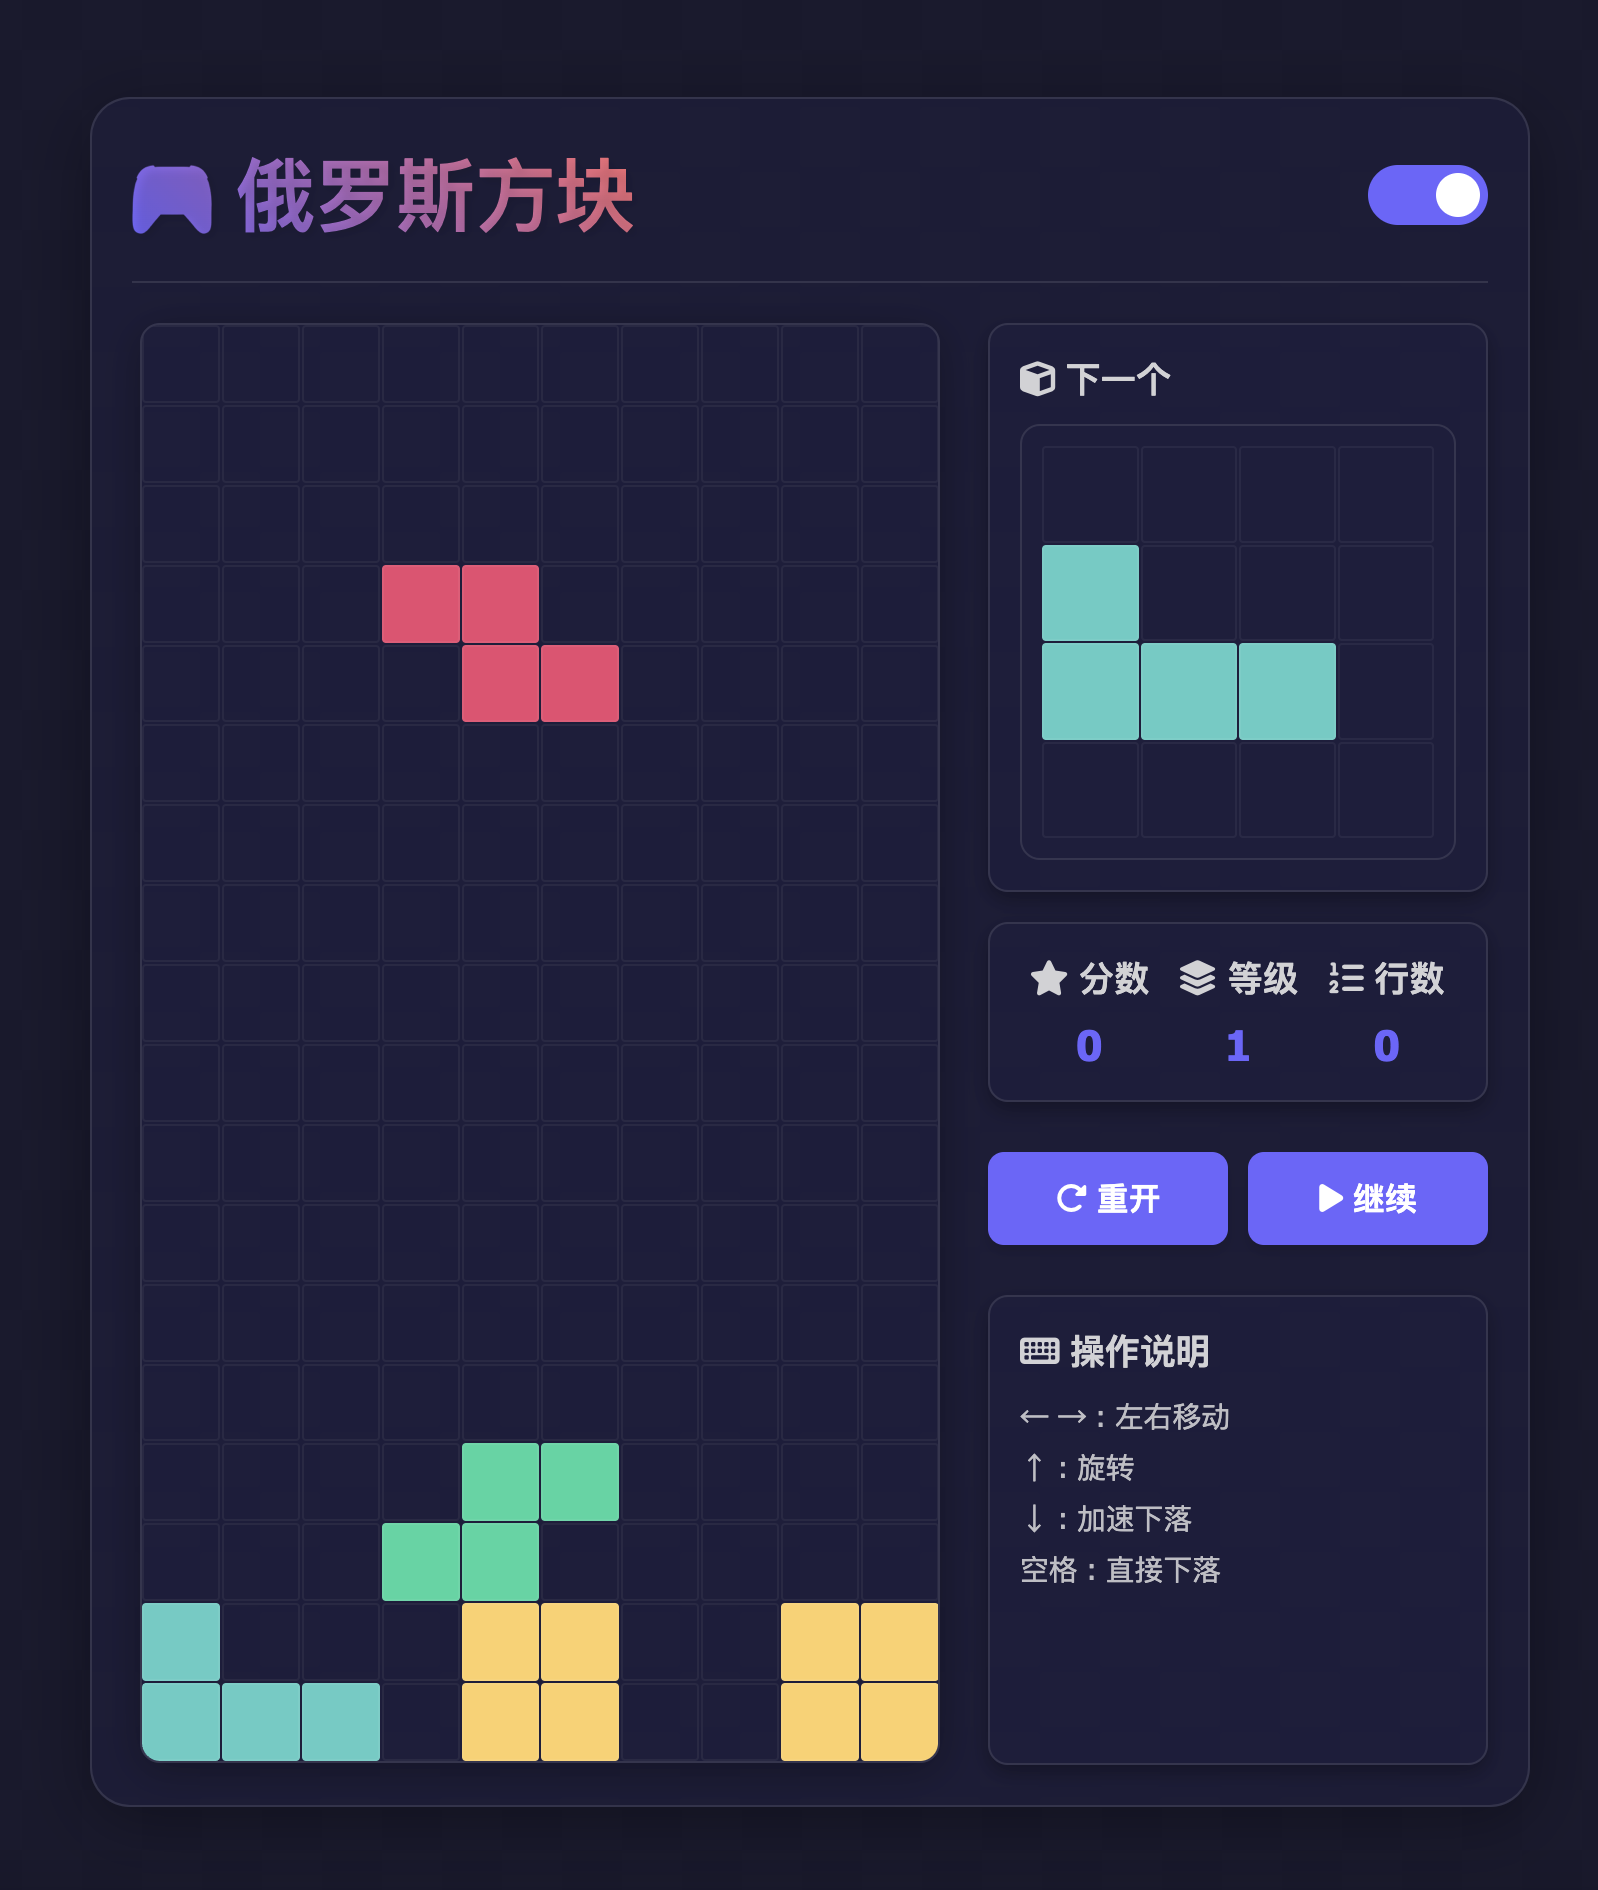 俄罗斯方块
下一个
分数 等级 行数
0 1 0
重开 继续
操作说明
← → : 左右移动
↑ : 旋转
↓ : 加速下落
空格 : 直接下落